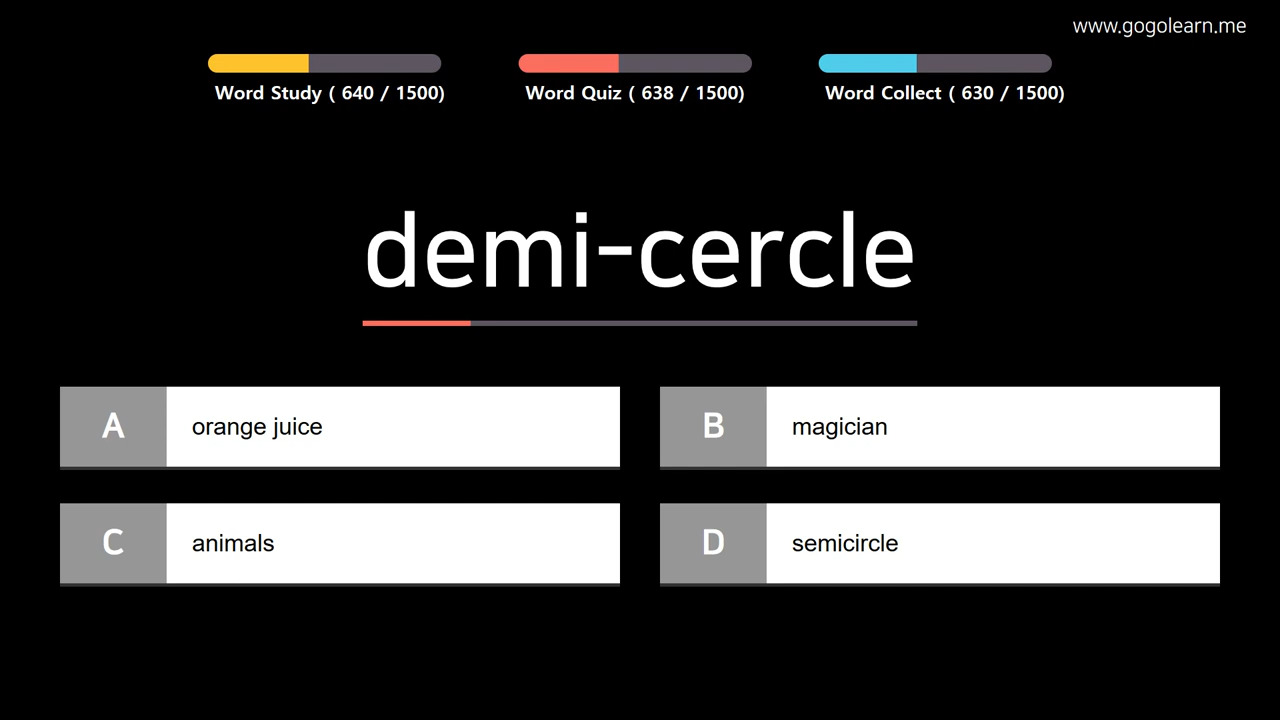 www.gogolearn.me
Word Study ( 640 / 1500)
Word Quiz ( 638 / 1500)
Word Collect ( 630 / 1500)
demi-cercle
A orange juice
B magician
C animals
D semicircle